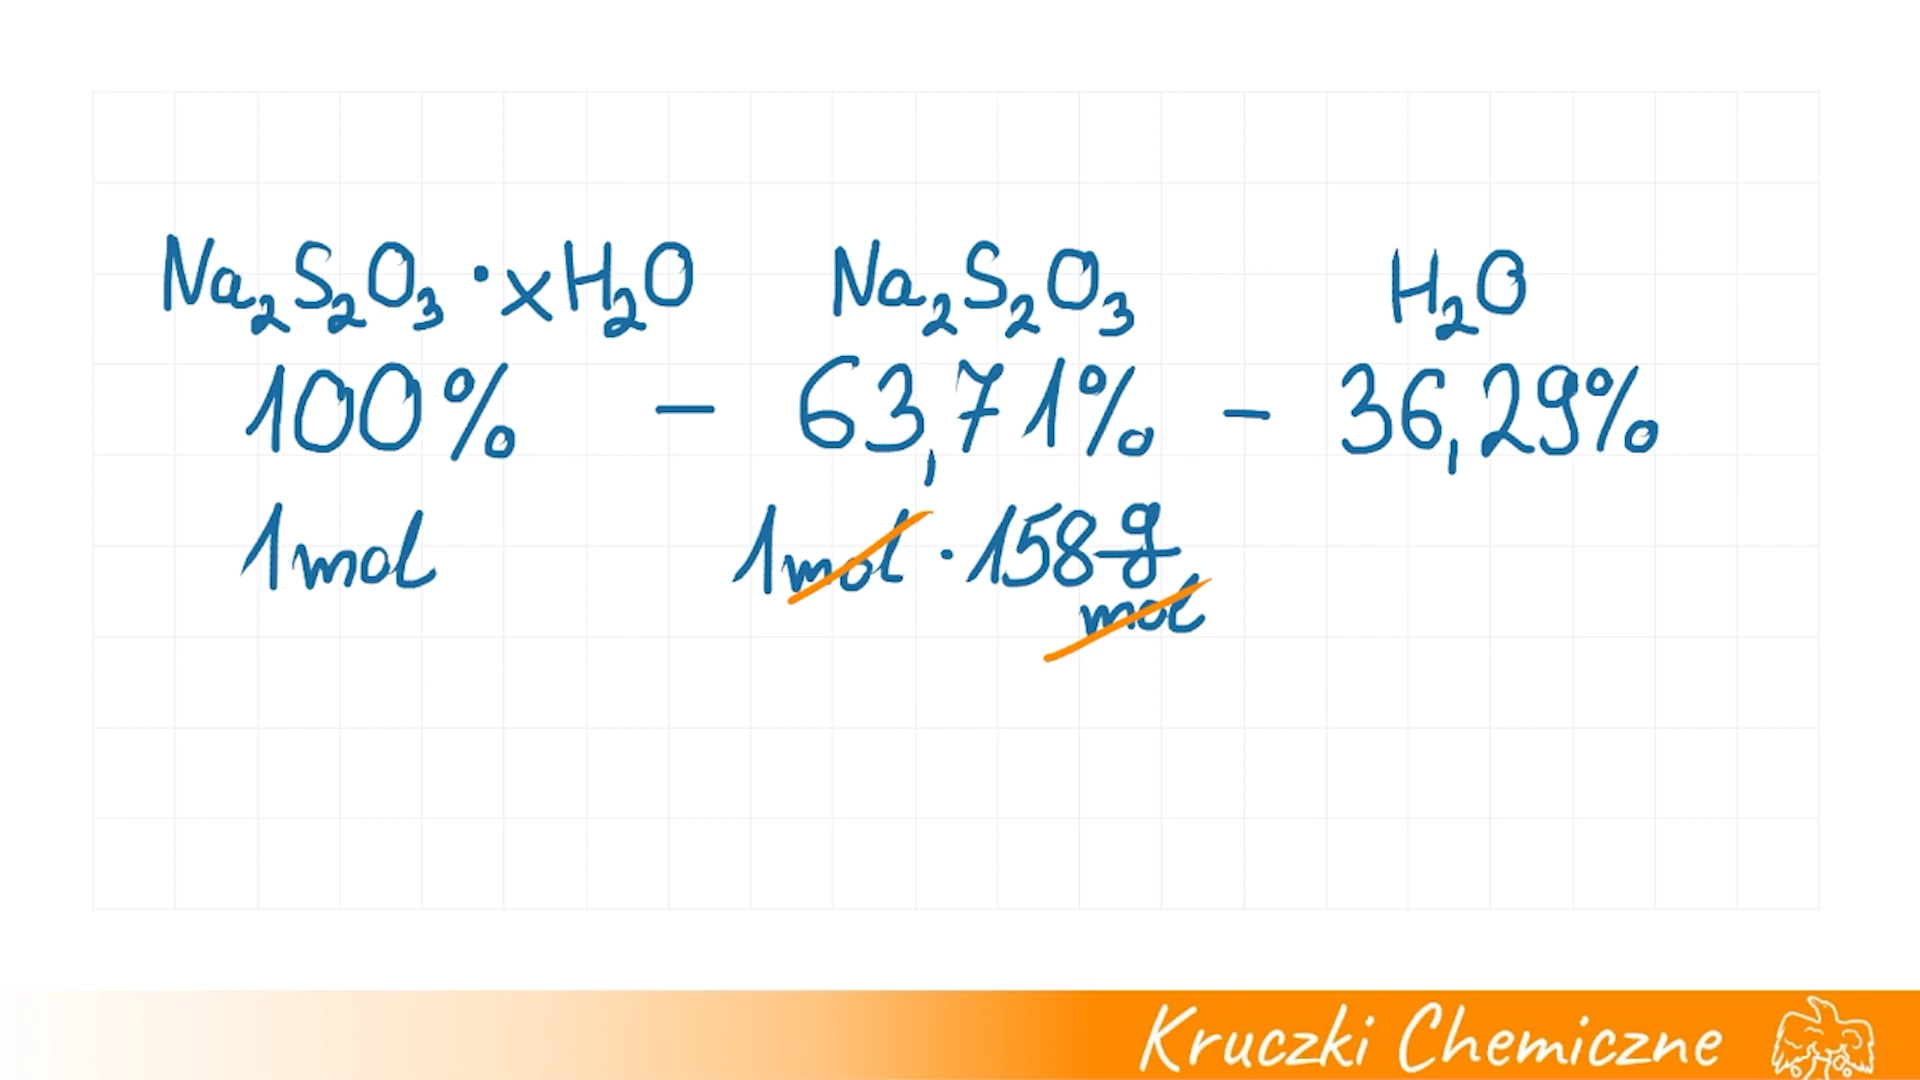 Na₂S₂O₃ · xH₂O Na₂S₂O₃ H₂O
100% – 63,71% – 36,29%
1mol 1mol · 158 g/mol
Kruczki Chemiczne